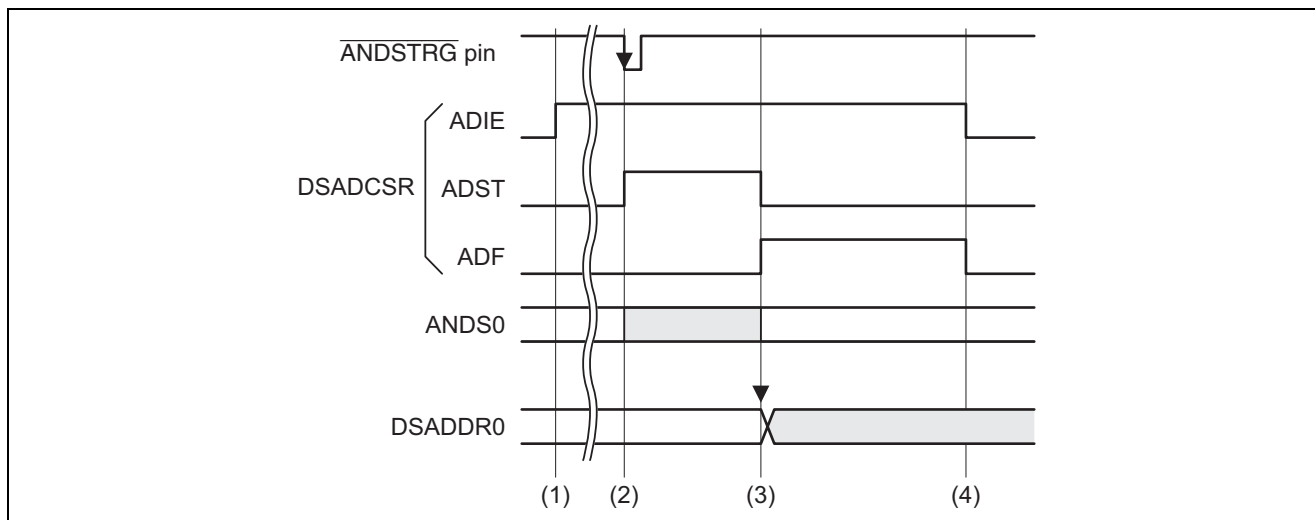 ANDSTRG pin
ADIE
DSADCSR
ADST
ADF
ANDS0
DSADDR0
(1) (2) (3) (4)